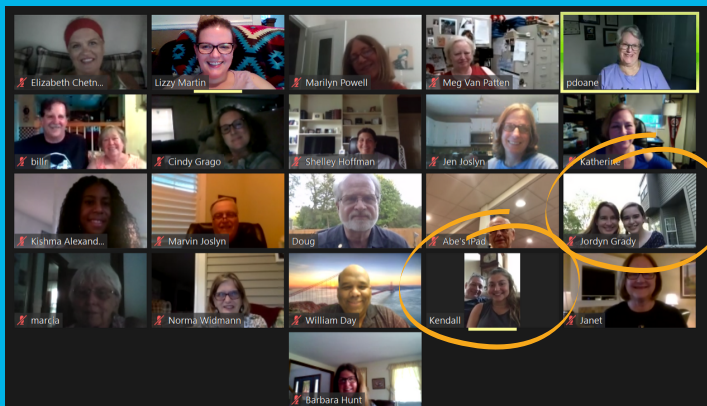 Elizabeth Chetn...
Lizzy Martin
Marilyn Powell
Meg Van Patten
pdoane
billr
Cindy Grago
Shelley Hoffman
Jen Joslyn
Katherine
Kishma Alexand...
Marvin Joslyn
Doug
Abe's iPad
Jordyn Grady
marcia
Norma Widmann
William Day
Kendall
Janet
Barbara Hunt